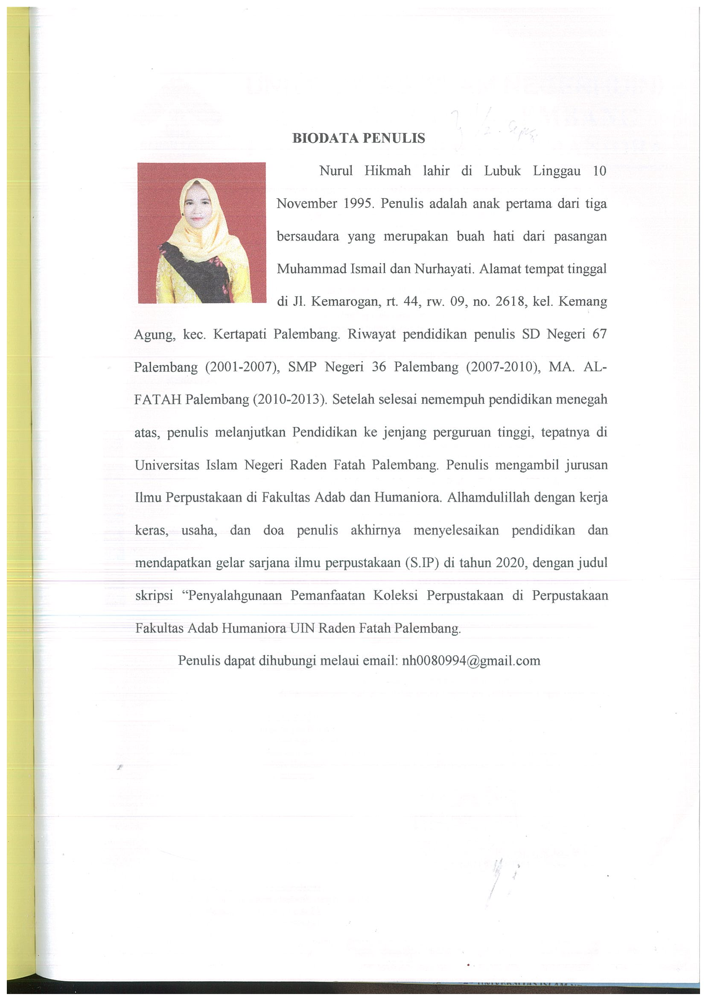 BIODATA PENULIS
Nurul Hikmah lahir di Lubuk Linggau 10
November 1995. Penulis adalah anak pertama dari tiga
bersaudara yang merupakan buah hati dari pasangan
Muhammad Ismail dan Nurhayati. Alamat tempat tinggal
di Jl. Kemarogan, rt. 44, rw. 09, no. 2618, kel. Kemang
Agung, kec. Kertapati Palembang. Riwayat pendidikan penulis SD Negeri 67
Palembang (2001-2007), SMP Negeri 36 Palembang (2007-2010), MA. AL-
FATAH Palembang (2010-2013). Setelah selesai nemempuh pendidikan menegah
atas, penulis melanjutkan Pendidikan ke jenjang perguruan tinggi, tepatnya di
Universitas Islam Negeri Raden Fatah Palembang. Penulis mengambil jurusan
Ilmu Perpustakaan di Fakultas Adab dan Humaniora. Alhamdulillah dengan kerja
keras, usaha, dan doa penulis akhirnya menyelesaikan pendidikan dan
mendapatkan gelar sarjana ilmu perpustakaan (S.IP) di tahun 2020, dengan judul
skripsi “Penyalahgunaan Pemanfaatan Koleksi Perpustakaan di Perpustakaan
Fakultas Adab Humaniora UIN Raden Fatah Palembang.
Penulis dapat dihubungi melaui email: nh0080994@gmail.com